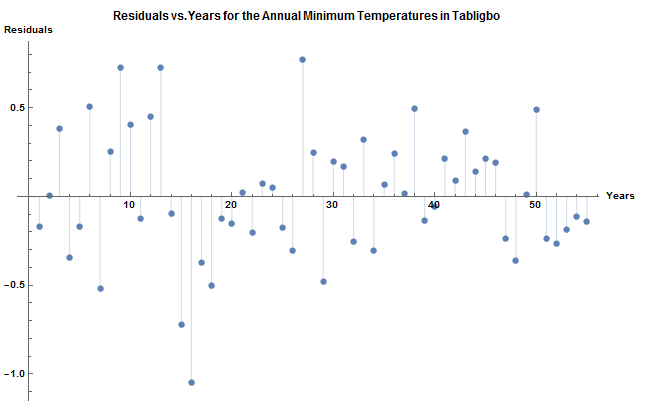 Residuals vs. Years for the Annual Minimum Temperatures in Tabligbo
Residuals
0.5
Years
10 20 30 40 50
-0.5
-1.0